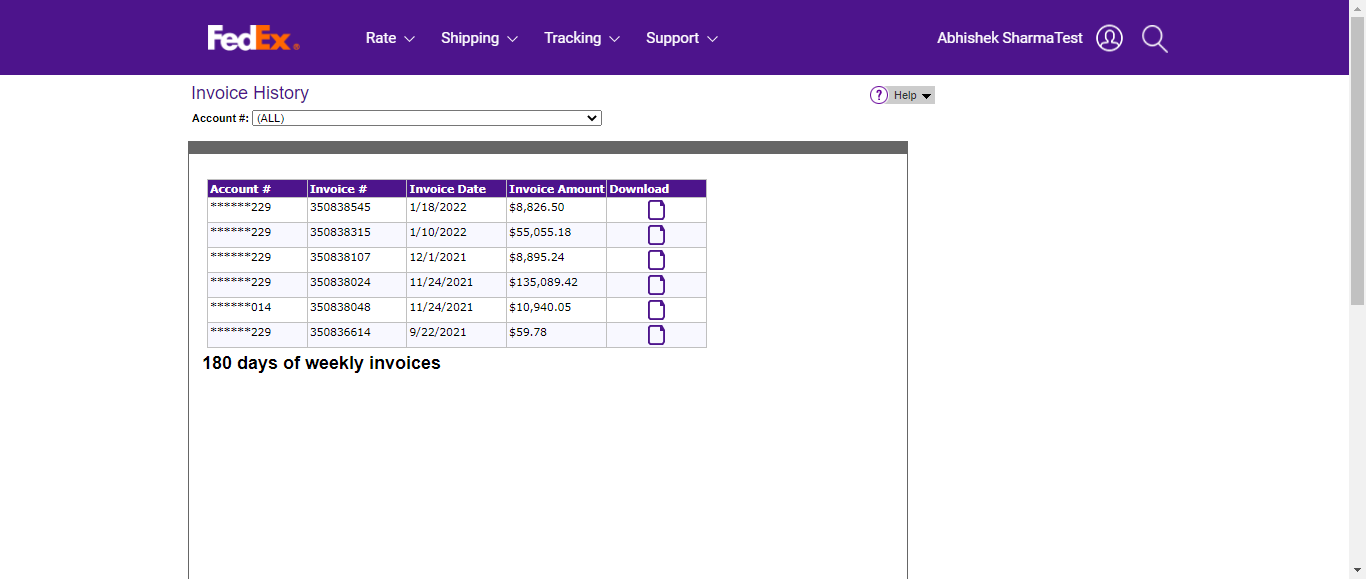 FedEx® Rate Shipping Tracking Support Abhishek SharmaTest
Invoice History
? Help
Account #: (ALL)
Account # Invoice # Invoice Date Invoice Amount Download
******229 350838545 1/18/2022 $8,826.50
******229 350838315 1/10/2022 $55,055.18
******229 350838107 12/1/2021 $8,895.24
******229 350838024 11/24/2021 $135,089.42
******014 350838048 11/24/2021 $10,940.05
******229 350836614 9/22/2021 $59.78
180 days of weekly invoices